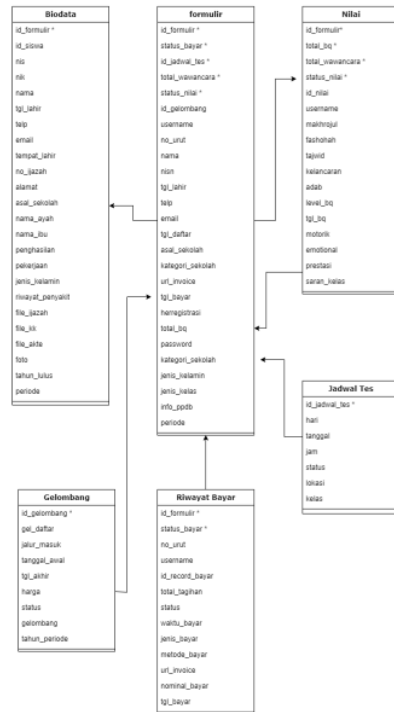 Biodata
id_formulir *
id_siswa
nis
nik
nama
tgl_lahir
telp
email
tempat_lahir
no_ijazah
alamat
asal_sekolah
nama_ayah
nama_ibu
penghasilan
pekerjaan
jenis_kelamin
riwayat_penyakit
file_ijazah
file_kk
file_akte
foto
tahun_lulus
periode
formulir
id_formulir *
status_bayar *
id_jadwal_tes *
total_wawancara *
status_nilai *
id_gelombang
username
no_urut
nama
nisn
tgl_lahir
telp
email
tgl_daftar
asal_sekolah
kategori_sekolah
url_invoice
tgl_bayar
herregistrasi
total_bq
password
kategori_sekolah
jenis_kelamin
jenis_kelas
info_ppdb
periode
Nilai
id_formulir*
total_bq *
total_wawancara *
status_nilai *
id_nilai
username
makhrojul
fashohah
tajwid
kelancaran
adab
level_bq
tgl_bq
motorik
emotional
prestasi
saran_kelas
Jadwal Tes
id_jadwal_tes *
hari
tanggal
jam
status
lokasi
kelas
Gelombang
id_gelombang *
gel_daftar
jalur_masuk
tanggal_awal
tgl_akhir
harga
status
gelombang
tahun_periode
Riwayat Bayar
id_formulir *
status_bayar *
no_urut
username
id_record_bayar
total_tagihan
status
waktu_bayar
jenis_bayar
metode_bayar
url_invoice
nominal_bayar
tgl_bayar